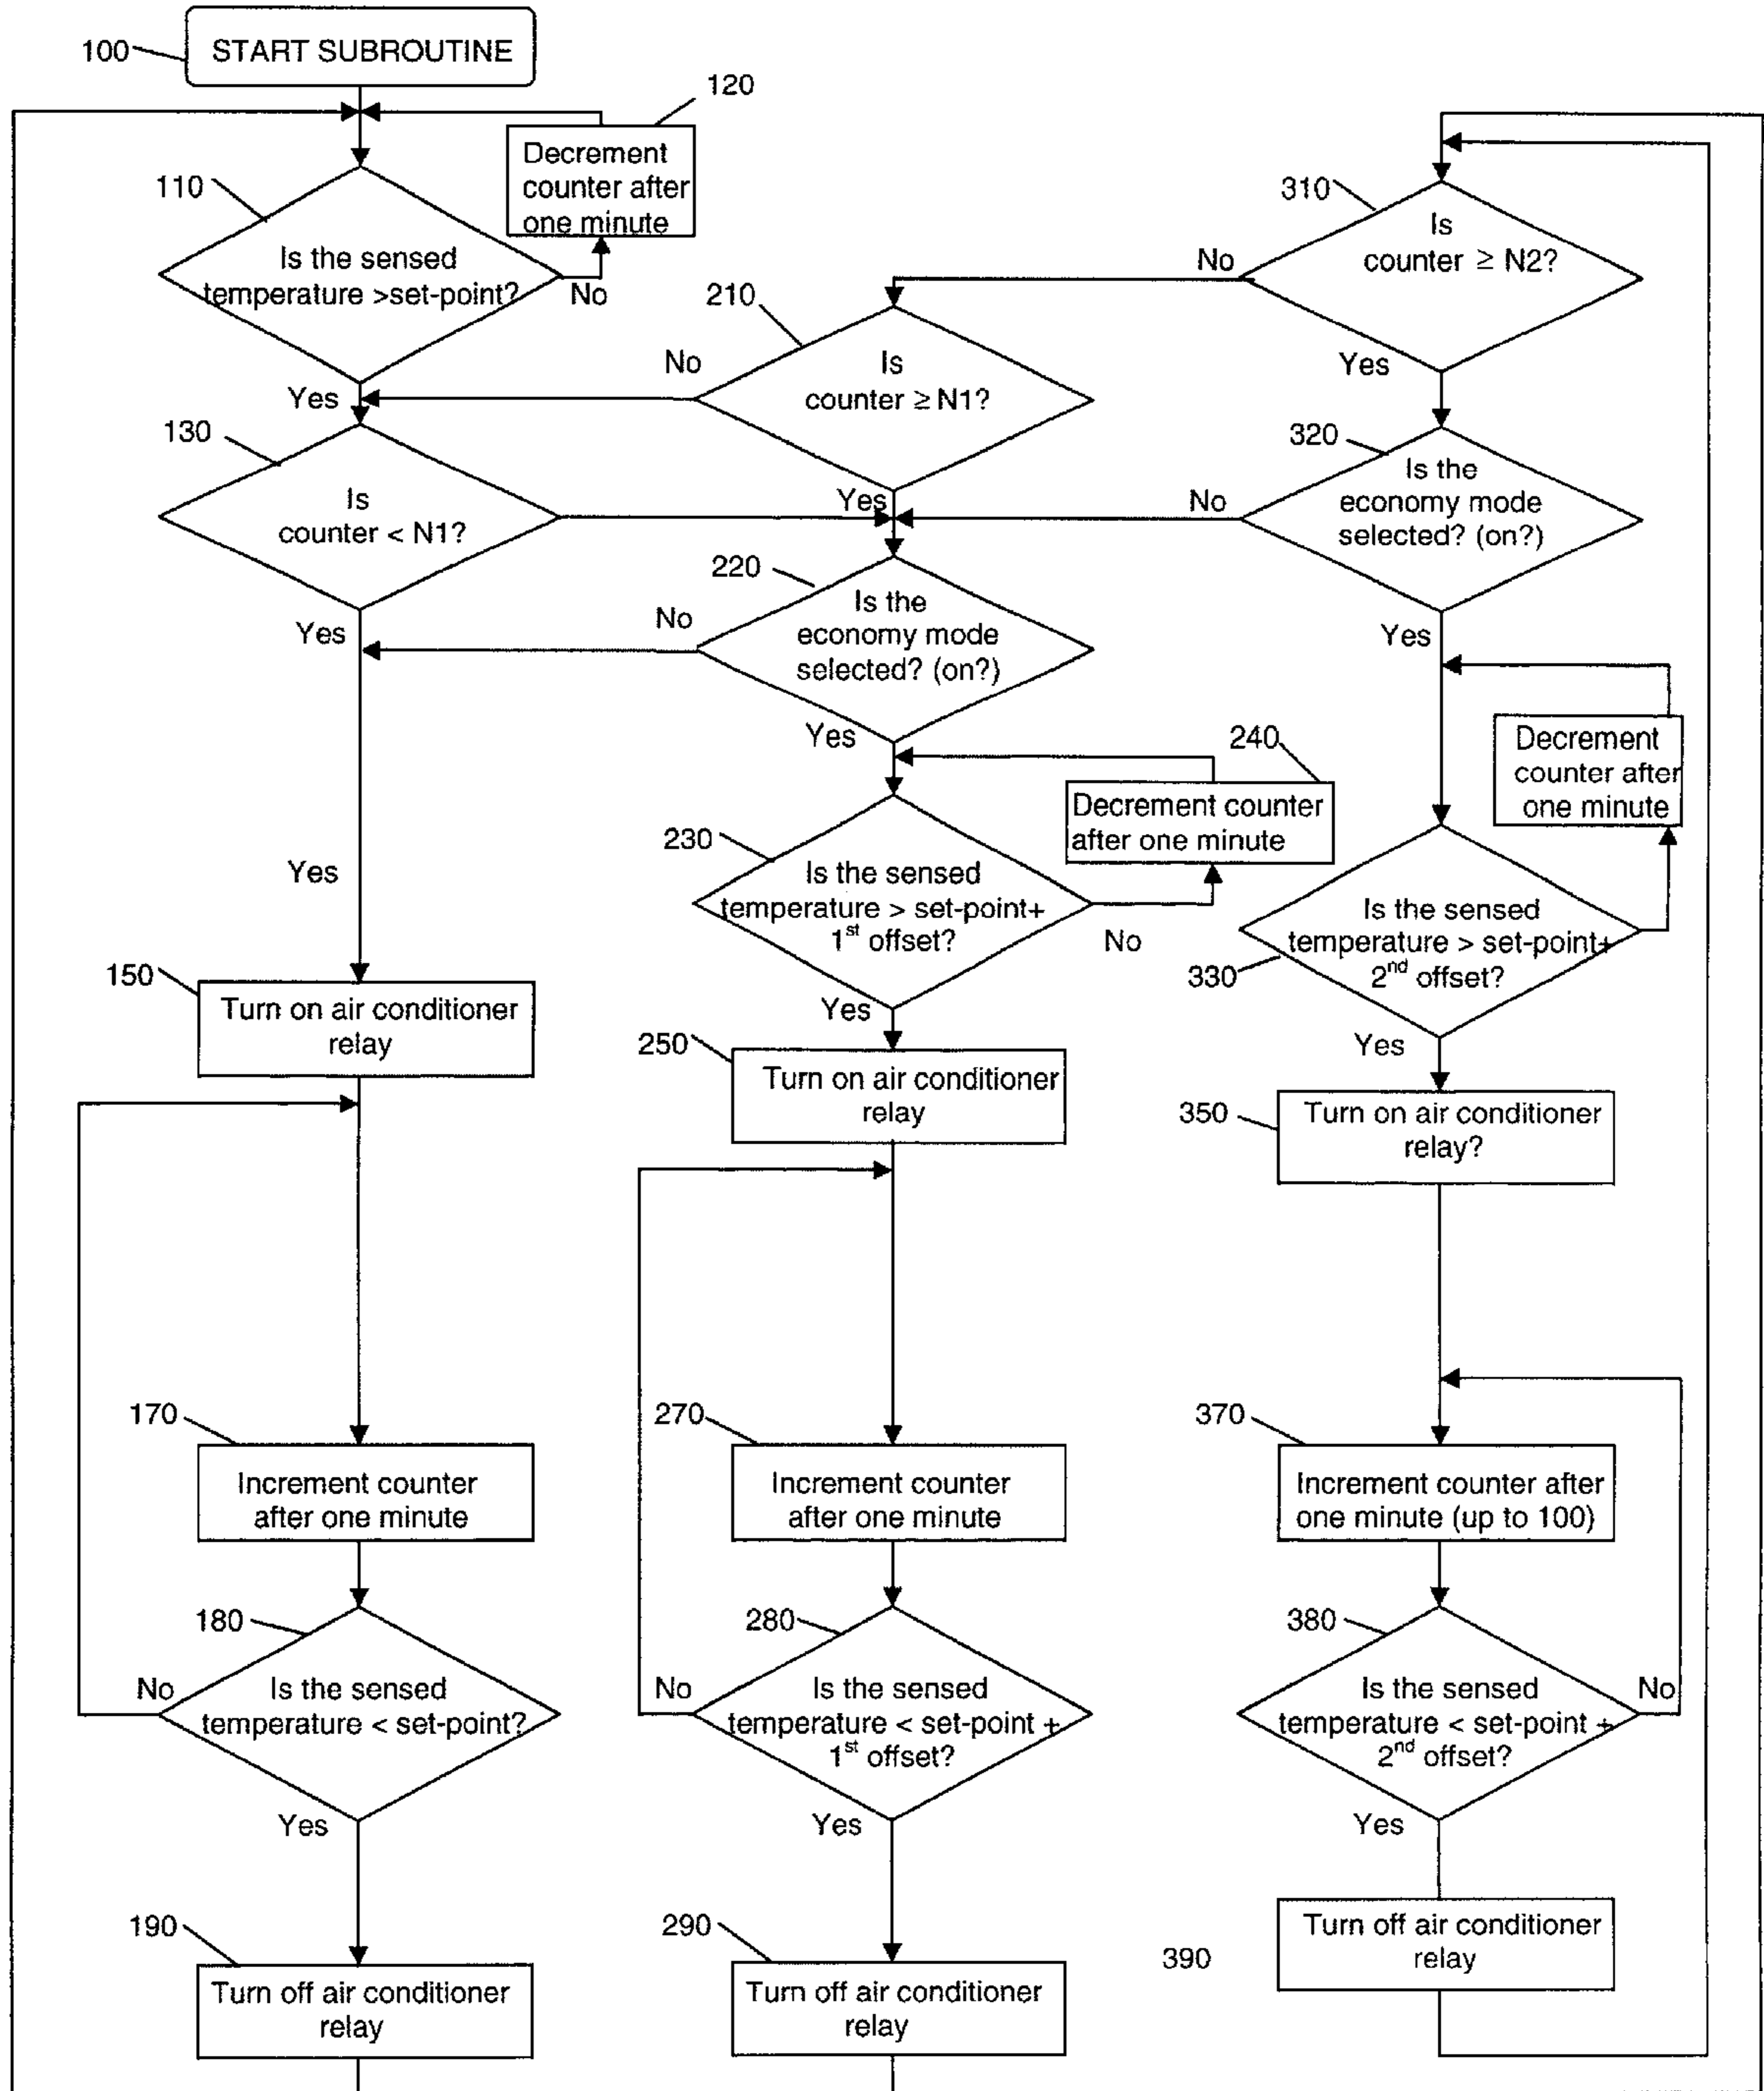 100
START SUBROUTINE
120
Decrement
counter after
one minute
110
Is the sensed
temperature >set-point?
No
Yes
310
Is
counter ≥ N2?
No
Yes
210
Is
counter ≥ N1?
No
Yes
130
Is
counter < N1?
Yes
320
Is the
economy mode
selected? (on?)
No
Yes
220
Is the
economy mode
selected? (on?)
No
Yes
240
Decrement counter
after one minute
Decrement
counter after
one minute
230
Is the sensed
temperature > set-point+
1st offset?
No
Yes
330
Is the sensed
temperature > set-point+
2nd offset?
Yes
Yes
150
Turn on air conditioner
relay
250
Turn on air conditioner
relay
350
Turn on air conditioner
relay?
170
Increment counter
after one minute
270
Increment counter
after one minute
370
Increment counter after
one minute (up to 100)
180
Is the sensed
temperature < set-point?
No
Yes
280
Is the sensed
temperature < set-point +
1st offset?
No
Yes
380
Is the sensed
temperature < set-point +
2nd offset?
No
Yes
190
Turn off air conditioner
relay
290
Turn off air conditioner
relay
390
Turn off air conditioner
relay